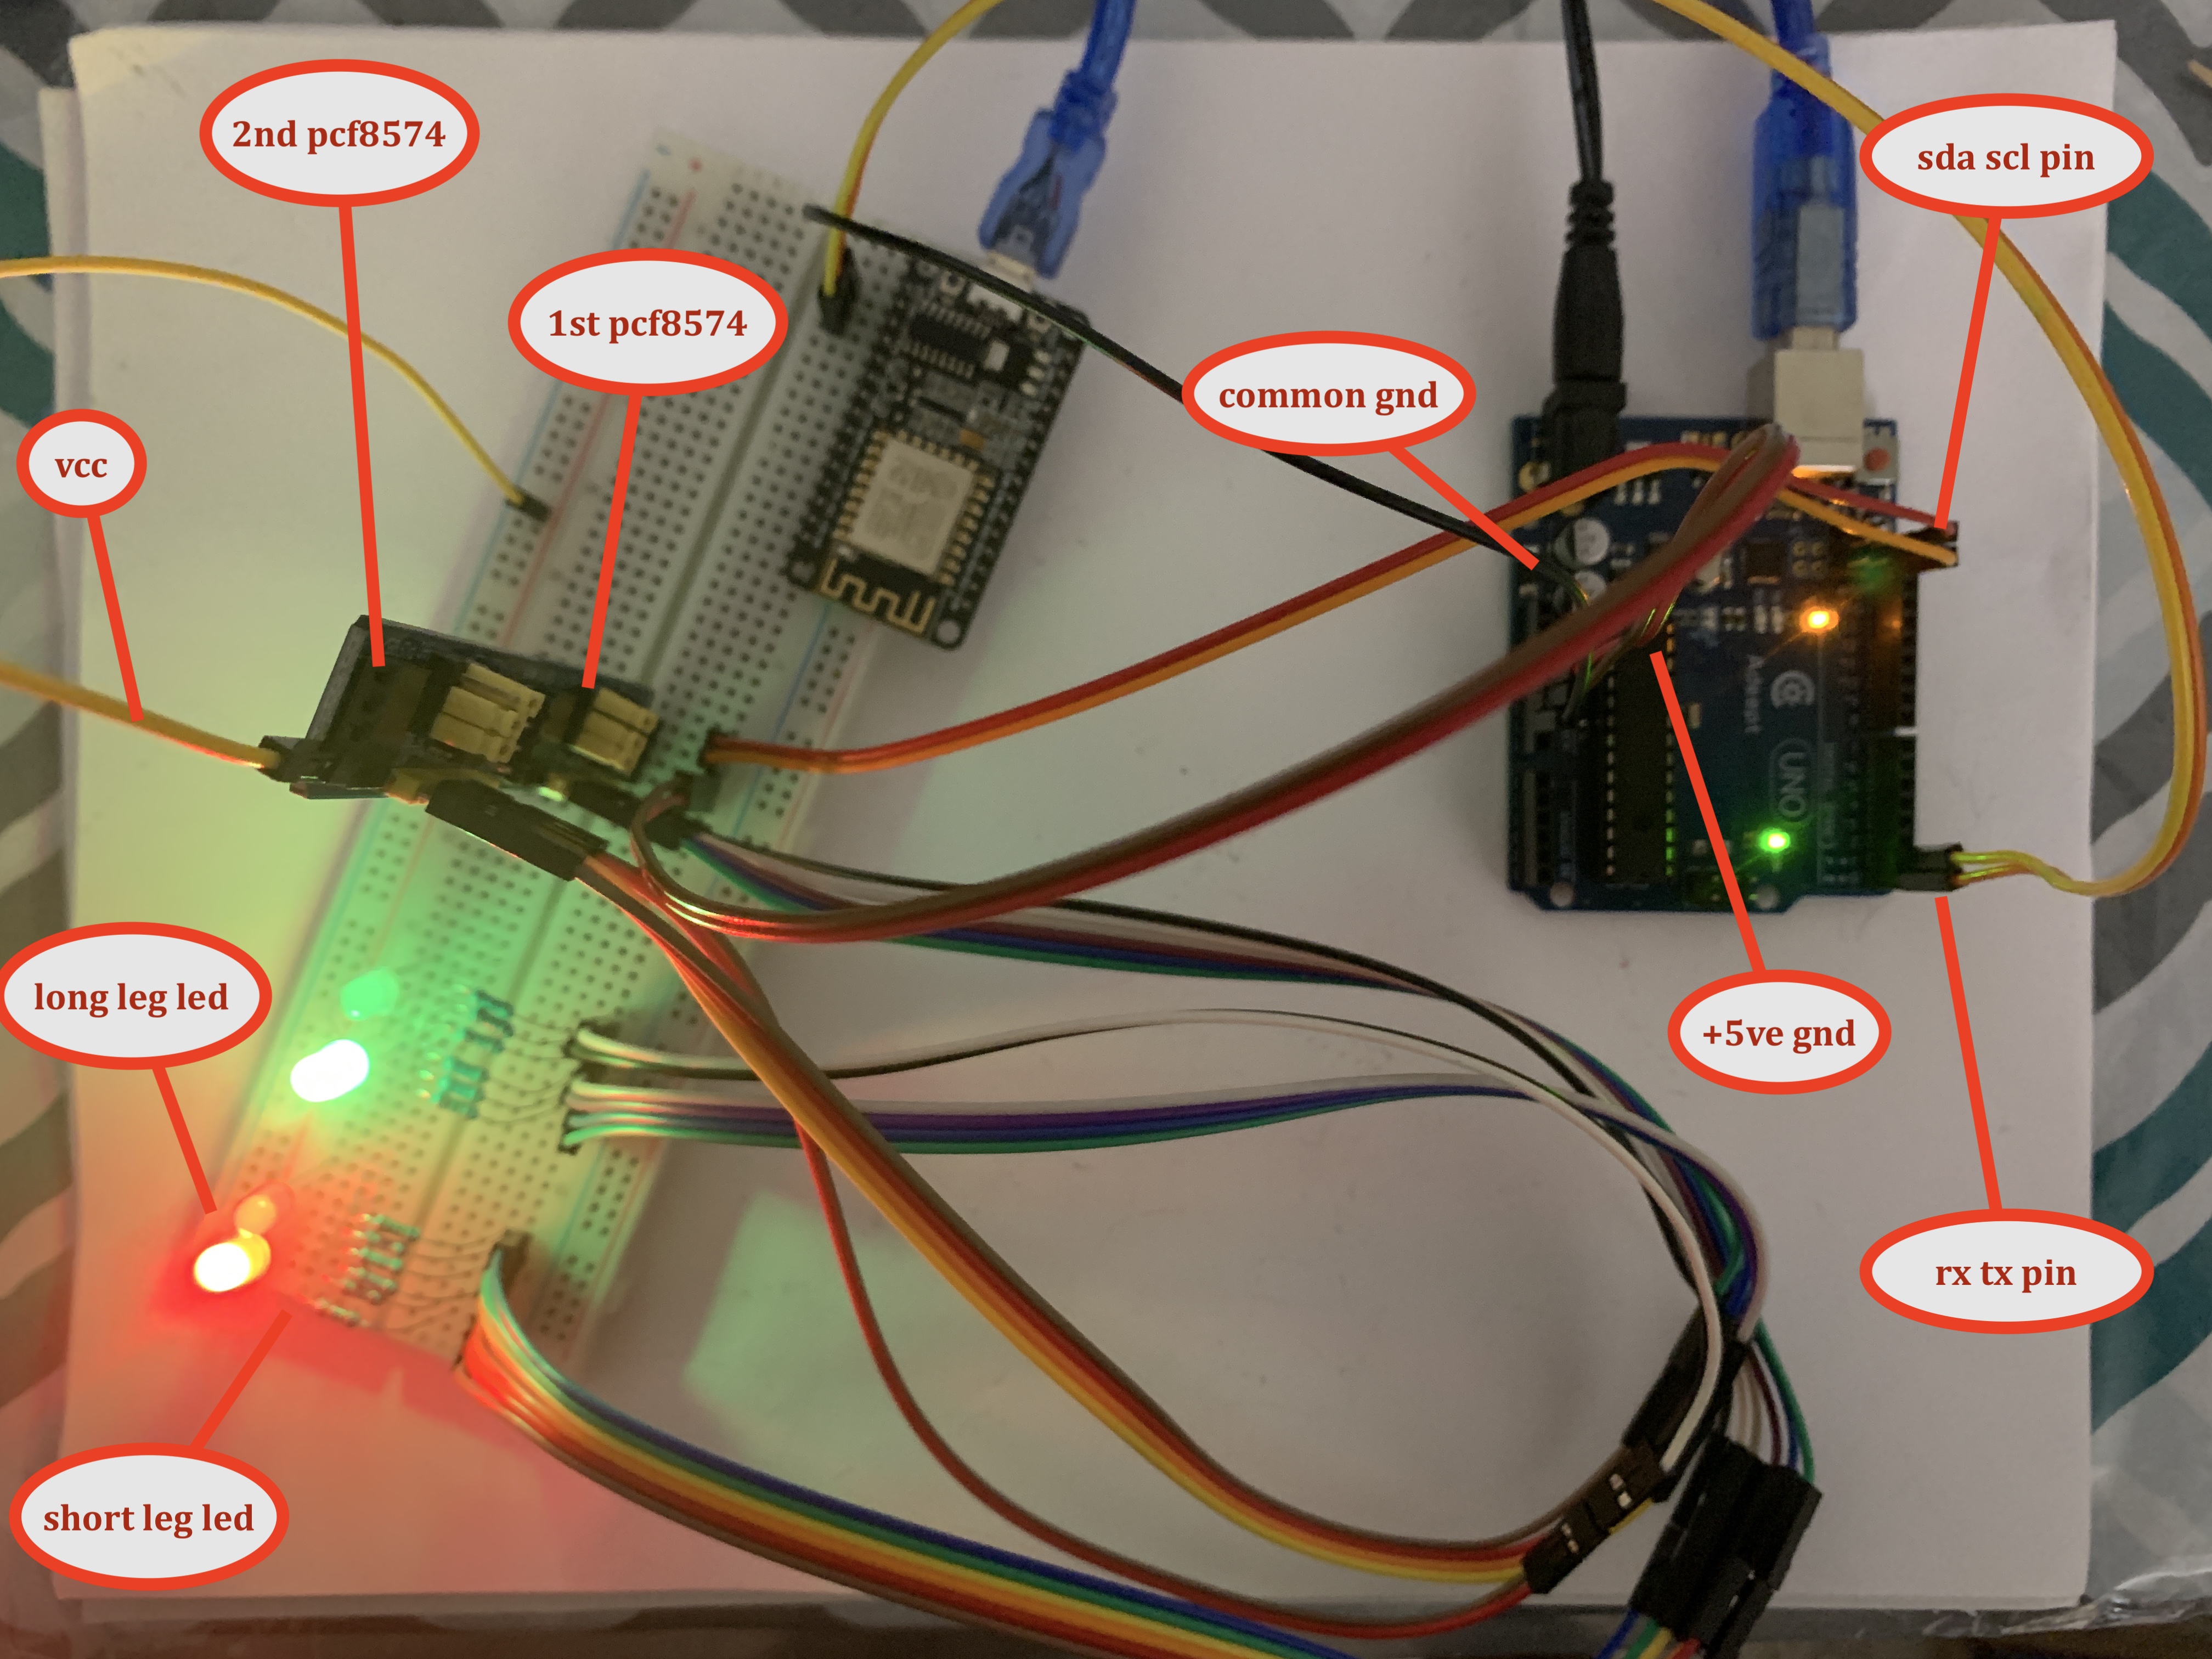 2nd pcf8574
sda scl pin
1st pcf8574
common gnd
vcc
Adeept
UNO
long leg led
+5ve gnd
rx tx pin
short leg led